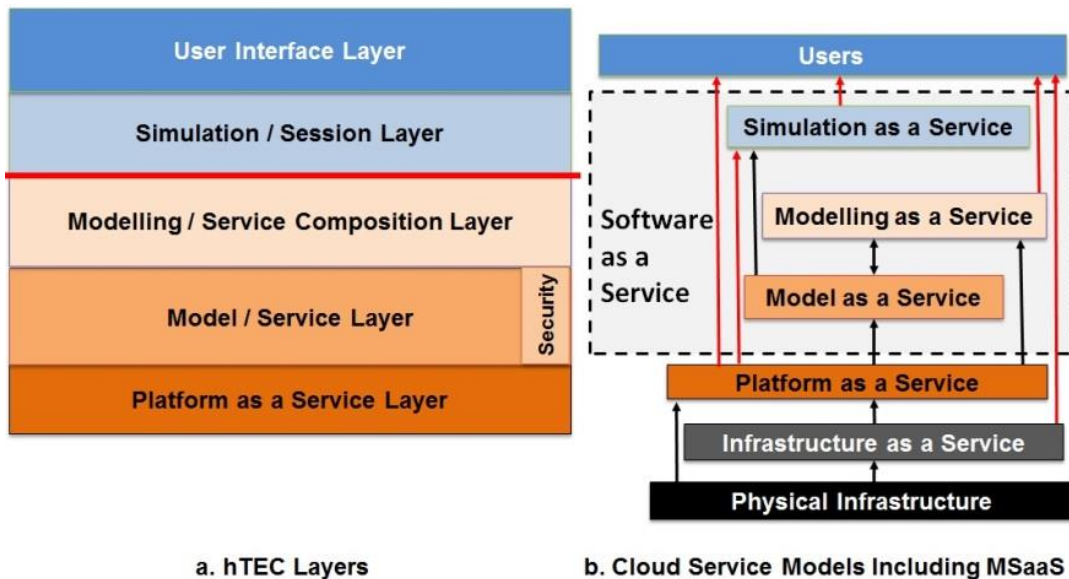 User Interface Layer
Simulation / Session Layer
Modelling / Service Composition Layer
Model / Service Layer
Security
Platform as a Service Layer
a. hTEC Layers
Users
Simulation as a Service
Software
as a
Service
Modelling as a Service
Model as a Service
Platform as a Service
Infrastructure as a Service
Physical Infrastructure
b. Cloud Service Models Including MSaaS